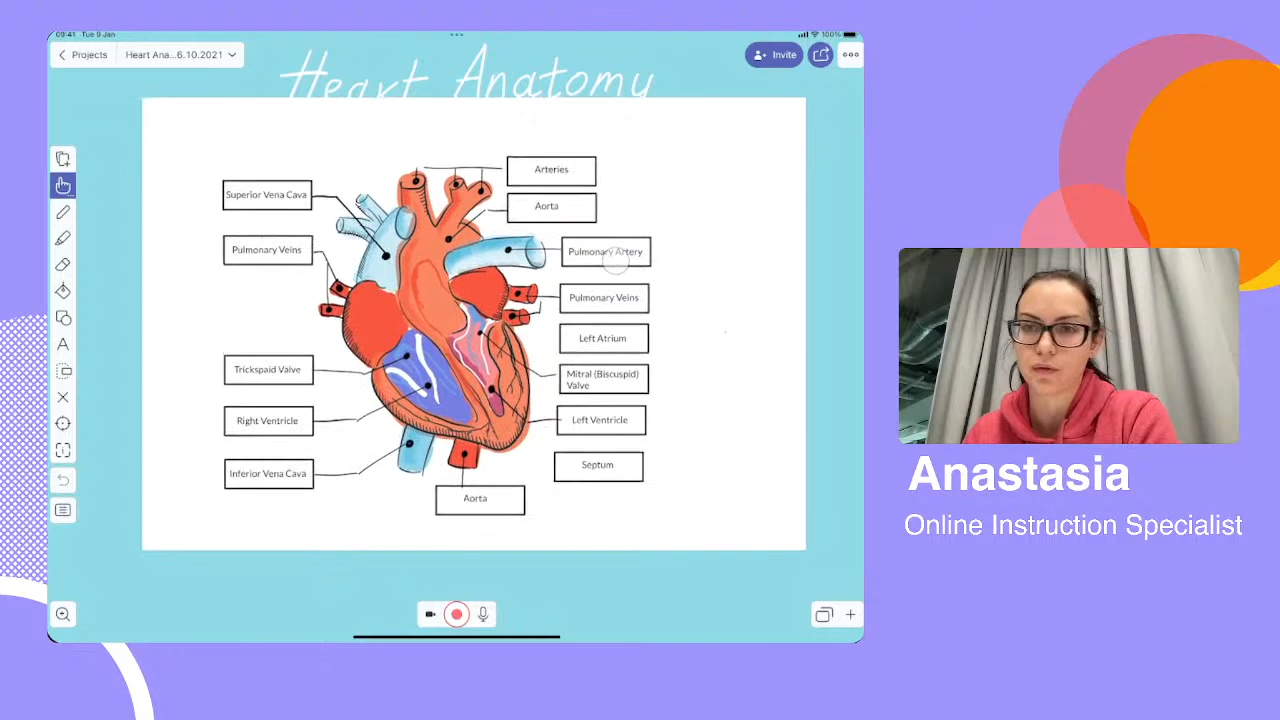 09:41 Tue 9 Jan
100%
Projects
Heart Ana...6.10.2021
Invite
Heart Anatomy
Arteries
Superior Vena Cava
Aorta
Pulmonary Veins
Pulmonary Artery
Pulmonary Veins
Left Atrium
Trickspaid Valve
Mitral (Biscuspid)
Valve
Right Ventricle
Left Ventricle
Inferior Vena Cava
Septum
Aorta
Anastasia
Online Instruction Specialist